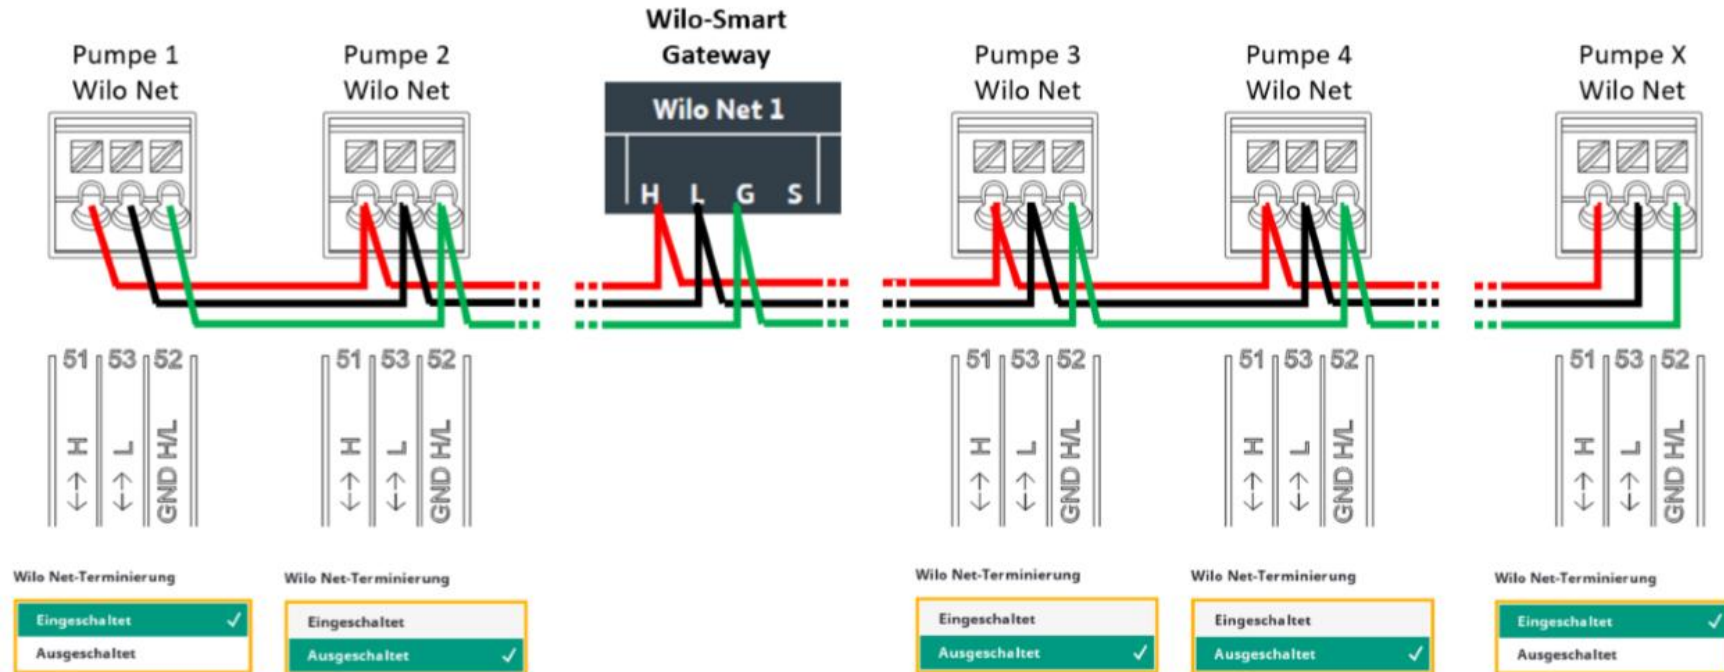 Pumpe 1
Wilo Net
Pumpe 2
Wilo Net
Wilo-Smart
Gateway
Wilo Net 1
H L G S
Pumpe 3
Wilo Net
Pumpe 4
Wilo Net
Pumpe X
Wilo Net
51 53 52
H L GND H/L
51 53 52
H L GND H/L
51 53 52
H L GND H/L
51 53 52
H L GND H/L
51 53 52
H L GND H/L
Wilo Net-Terminierung
Eingeschaltet ✓
Ausgeschaltet
Wilo Net-Terminierung
Eingeschaltet
Ausgeschaltet ✓
Wilo Net-Terminierung
Eingeschaltet
Ausgeschaltet ✓
Wilo Net-Terminierung
Eingeschaltet
Ausgeschaltet ✓
Wilo Net-Terminierung
Eingeschaltet ✓
Ausgeschaltet